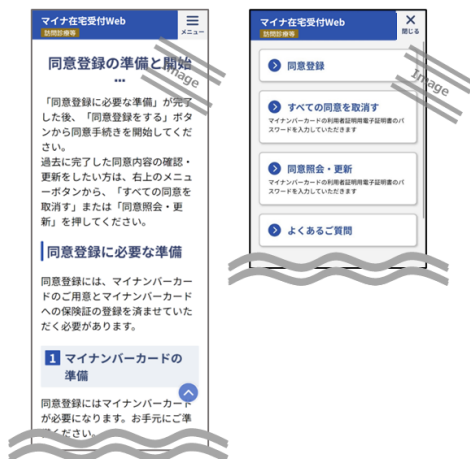 マイナ在宅受付Web
訪問診療等
メニュー
同意登録の準備と開始
Image
「同意登録に必要な準備」が完了
した後、「同意登録をする」ボタ
ンから同意手続きを開始してくだ
さい。
過去に完了した同意内容の確認・
更新をしたい方は、右上のメニュ
ーボタンから、「すべての同意を
取消す」または「同意照会・更
新」を押してください。
同意登録に必要な準備
同意登録には、マイナンバーカー
ドのご用意とマイナンバーカード
への保険証の登録を済ませていた
だく必要があります。
1 マイナンバーカードの
準備
同意登録にはマイナンバーカード
が必要になります。お手元にご準
ください。
マイナ在宅受付Web
訪問診療等
閉じる
Image
同意登録
すべての同意を取消す
マイナンバーカードの利用者証明用電子証明書のパ
スワードを入力していただきます
同意照会・更新
マイナンバーカードの利用者証明用電子証明書のパ
スワードを入力していただきます
よくあるご質問